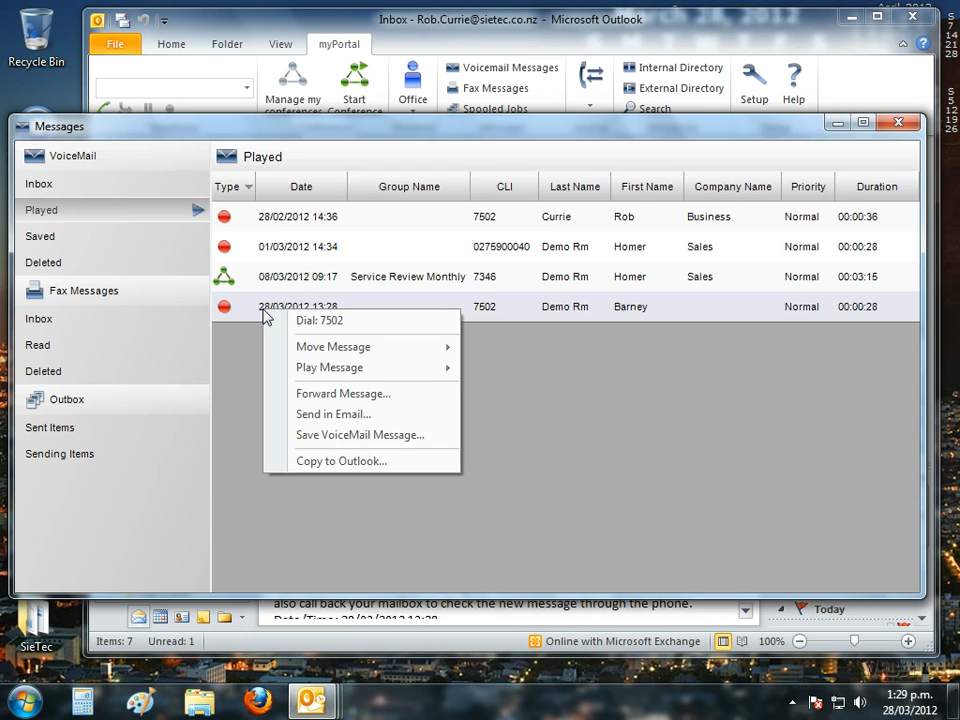 Recycle Bin
Inbox - Rob.Currie@sietec.co.nz - Microsoft Outlook
March 28, 2012
File Home Folder View myPortal
Manage my conferences
Start Conference
Office
Voicemail Messages
Fax Messages
Spooled Jobs
Internal Directory
External Directory
Search
Setup
Help
S
7
14
21
28
S
5
12
19
26
Messages
VoiceMail
Inbox
Played
Saved
Deleted
Fax Messages
Inbox
Read
Deleted
Outbox
Sent Items
Sending Items
Played
Type Date Group Name CLI Last Name First Name Company Name Priority Duration
28/02/2012 14:36 7502 Currie Rob Business Normal 00:00:36
01/03/2012 14:34 0275900040 Demo Rm Homer Sales Normal 00:00:28
08/03/2012 09:17 Service Review Monthly 7346 Demo Rm Homer Sales Normal 00:03:15
28/03/2012 13:28 7502 Demo Rm Barney Normal 00:00:28
Dial: 7502
Move Message
Play Message
Forward Message...
Send in Email...
Save VoiceMail Message...
Copy to Outlook...
also call back your mailbox to check the new message through the phone.
Date/Time: 28/03/2012 13:28
Today
SieTec
Items: 7 Unread: 1
Online with Microsoft Exchange
100%
1:29 p.m.
28/03/2012